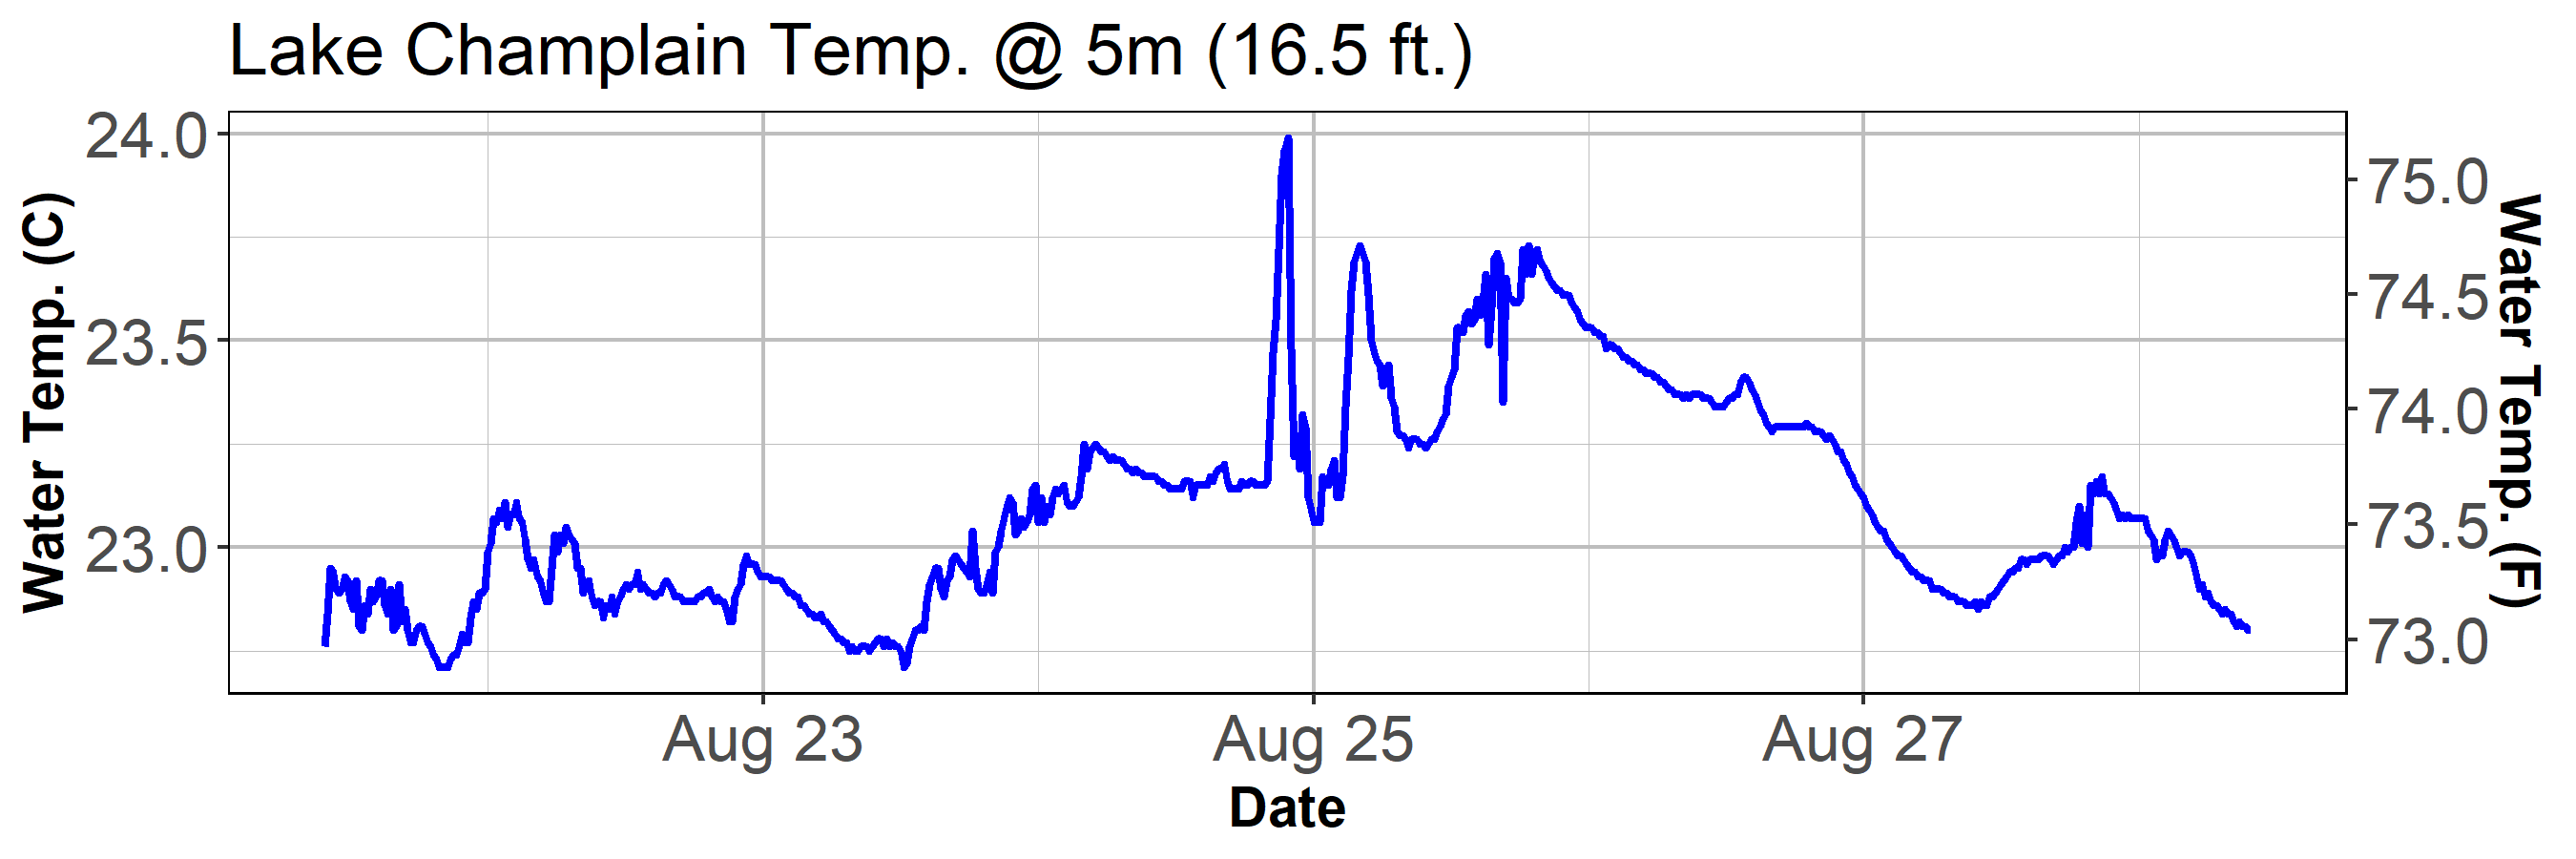 Lake Champlain Temp. @ 5m (16.5 ft.)
Water Temp. (C)
24.0
23.5
23.0
75.0
74.5
74.0
73.5
73.0
Water Temp. (F)
Aug 23
Aug 25
Aug 27
Date